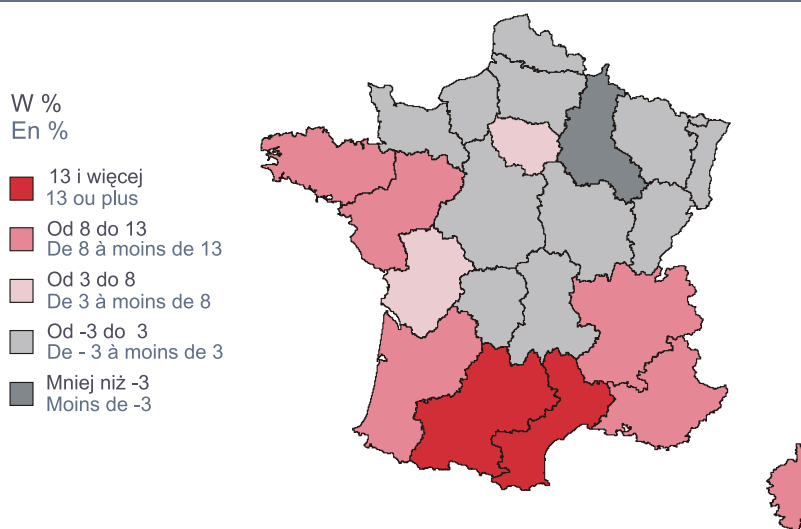 W %
En %
13 i więcej
13 ou plus
Od 8 do 13
De 8 à moins de 13
Od 3 do 8
De 3 à moins de 8
Od -3 do 3
De - 3 à moins de 3
Mniej niż -3
Moins de -3